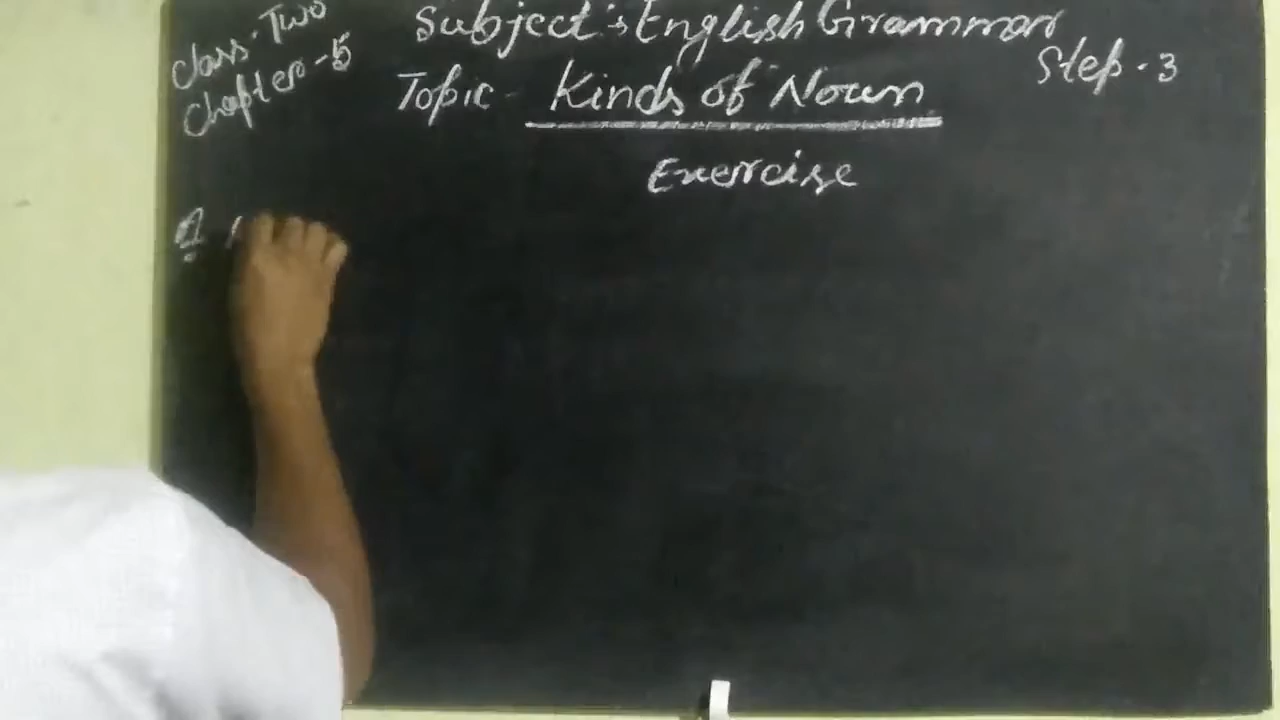 Class - Two
Chapter - 5
Subject : English Grammar
Topic - Kinds of Noun
Step - 3
Exercise